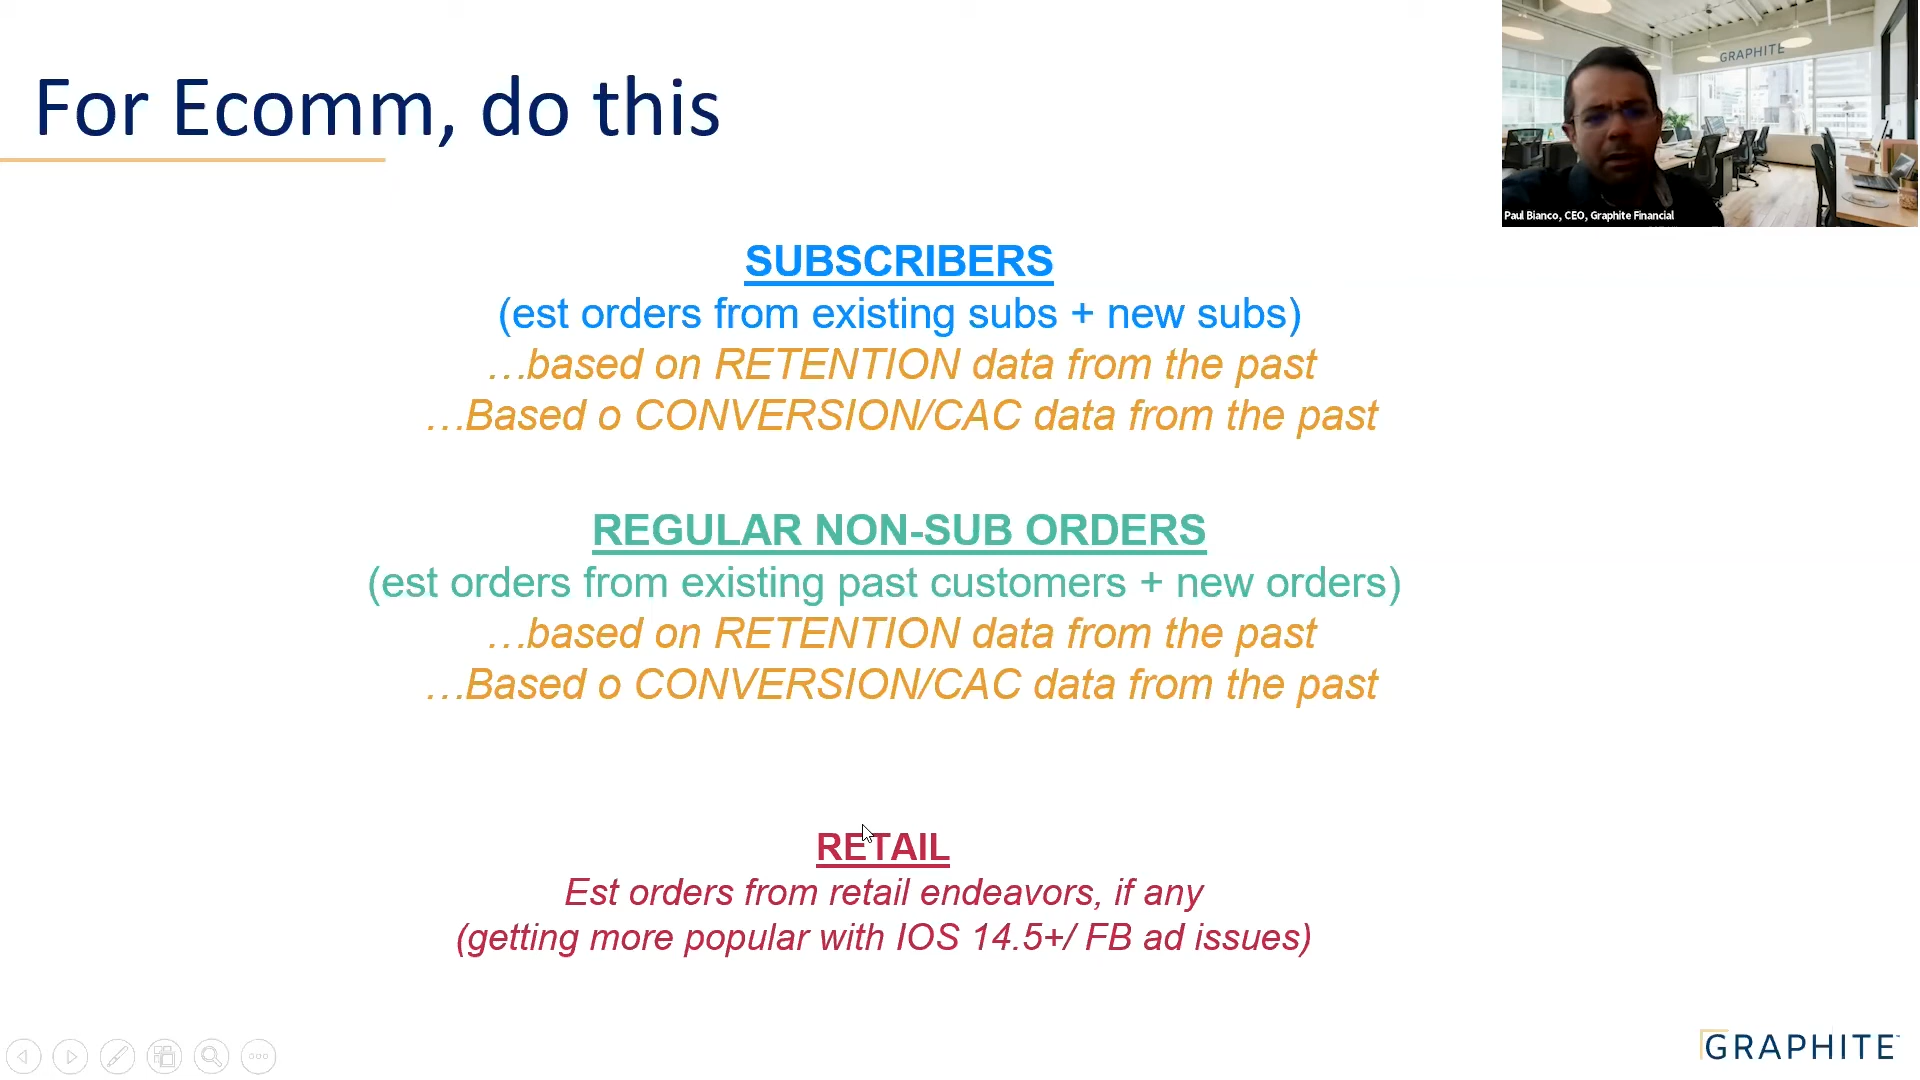 For Ecomm, do this
GRAPHITE
Paul Bianco, CEO, Graphite Financial
SUBSCRIBERS
(est orders from existing subs + new subs)
...based on RETENTION data from the past
...Based o CONVERSION/CAC data from the past
REGULAR NON-SUB ORDERS
(est orders from existing past customers + new orders)
...based on RETENTION data from the past
...Based o CONVERSION/CAC data from the past
RETAIL
Est orders from retail endeavors, if any
(getting more popular with IOS 14.5+/ FB ad issues)
GRAPHITE